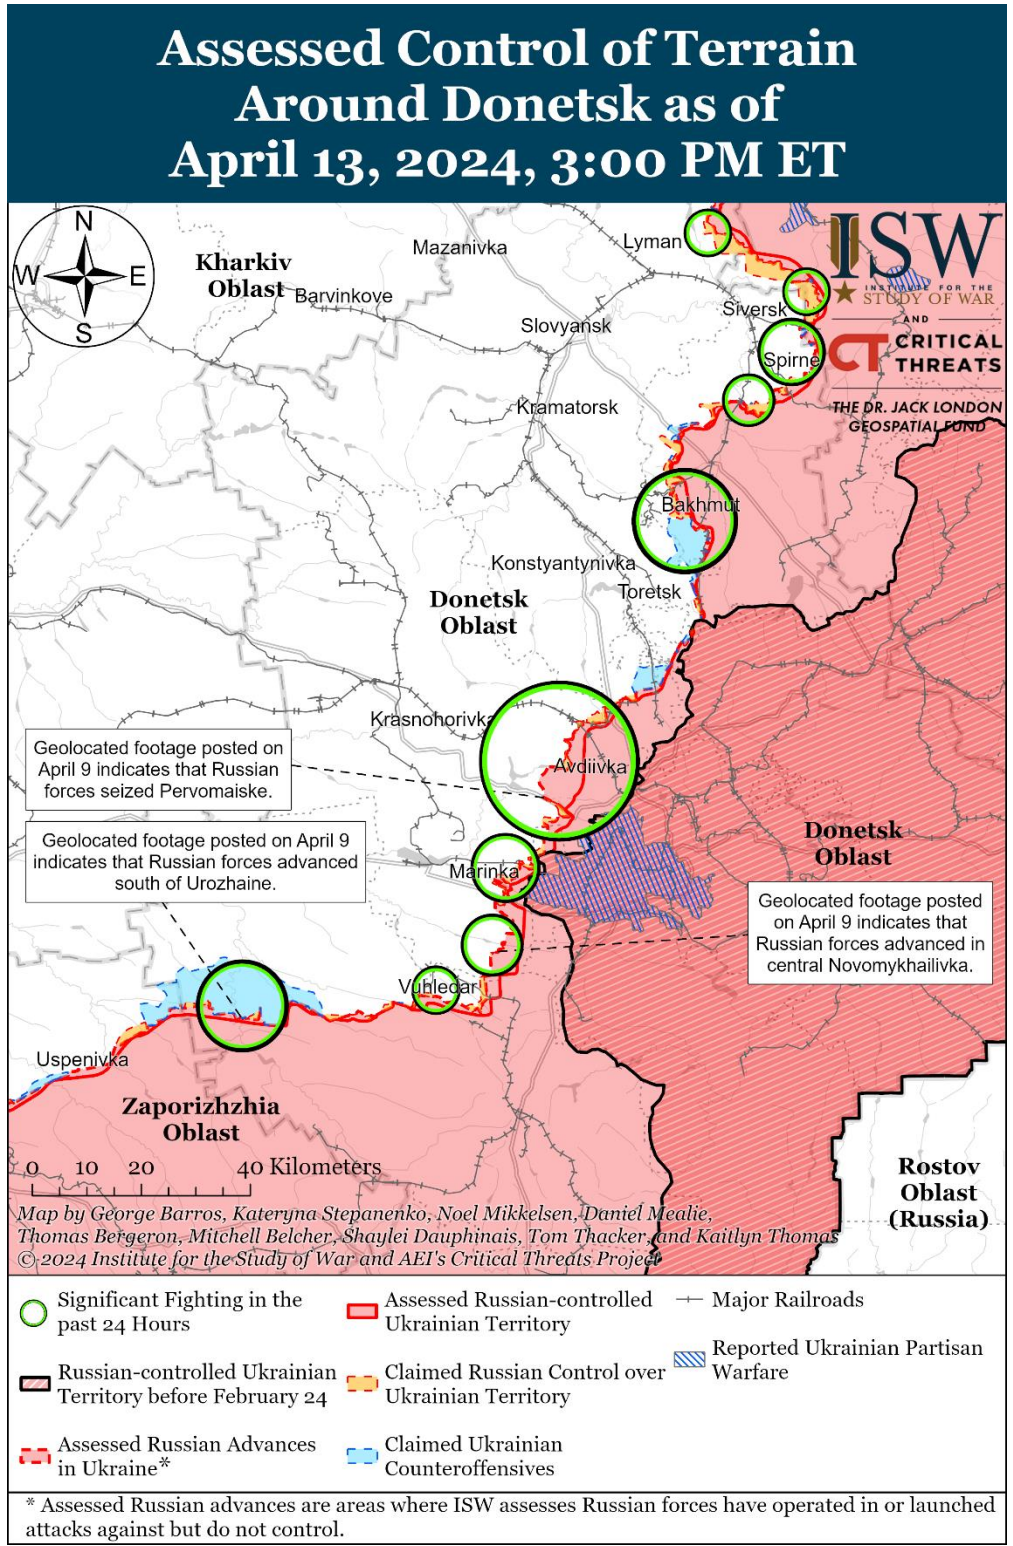 Assessed Control of Terrain
Around Donetsk as of
April 13, 2024, 3:00 PM ET
N
W
E
S
Kharkiv
Oblast
Mazanivka
Barvinkove
Lyman
ISW
INSTITUTE FOR THE
STUDY OF WAR
AND
CT CRITICAL
THREATS
THE DR. JACK LONDON
GEOSPATIAL FUND
Siversk
Slovyansk
Spirne
Kramatorsk
Bakhmut
Konstyantynivka
Toretsk
Donetsk
Oblast
Krasnohorivka
Geolocated footage posted on
April 9 indicates that Russian
forces seized Pervomaiske.
Avdiivka
Geolocated footage posted on April 9
indicates that Russian forces advanced
south of Urozhaine.
Donetsk
Oblast
Marinka
Geolocated footage posted
on April 9 indicates that
Russian forces advanced in
central Novomykhailivka.
Vuhledar
Uspenivka
Zaporizhzhia
Oblast
Rostov
Oblast
(Russia)
0 10 20 40 Kilometers
Map by George Barros, Kateryna Stepanenko, Noel Mikkelsen, Daniel Mealie,
Thomas Bergeron, Mitchell Belcher, Shaylei Dauphinais, Tom Thacker, and Kaitlyn Thomas
© 2024 Institute for the Study of War and AEI's Critical Threats Project
Significant Fighting in the
past 24 Hours
Russian-controlled Ukrainian
Territory before February 24
Assessed Russian Advances
in Ukraine*
Assessed Russian-controlled
Ukrainian Territory
Claimed Russian Control over
Ukrainian Territory
Claimed Ukrainian
Counteroffensives
Major Railroads
Reported Ukrainian Partisan
Warfare
* Assessed Russian advances are areas where ISW assesses Russian forces have operated in or launched
attacks against but do not control.